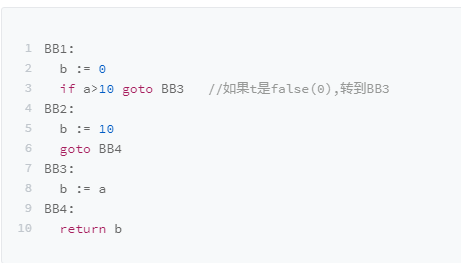 1 BB1:
2   b := 0
3   if a>10 goto BB3   //如果t是false(0),转到BB3
4 BB2:
5   b := 10
6   goto BB4
7 BB3:
8   b := a
9 BB4:
10   return b